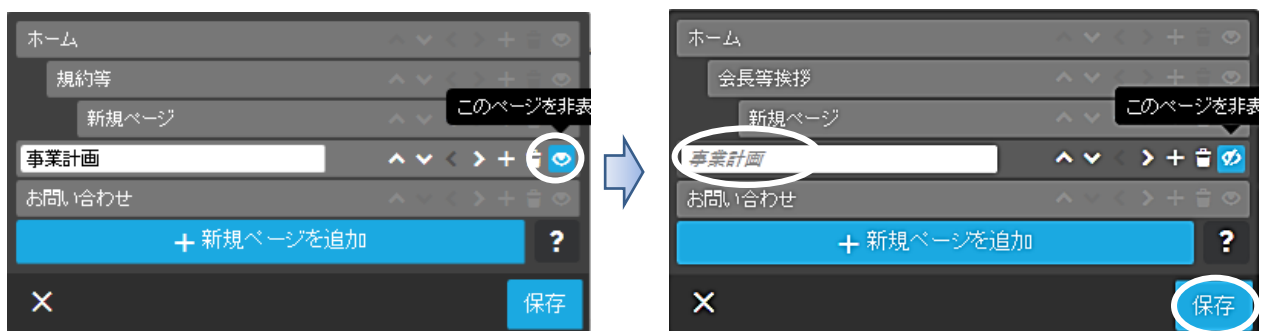 ホーム
規約等
新規ページ
このページを非表
事業計画
お問い合わせ
+ 新規ページを追加
?
×
保存
ホーム
会長等挨拶
新規ページ
このページを非表
事業計画
お問い合わせ
+ 新規ページを追加
?
×
保存